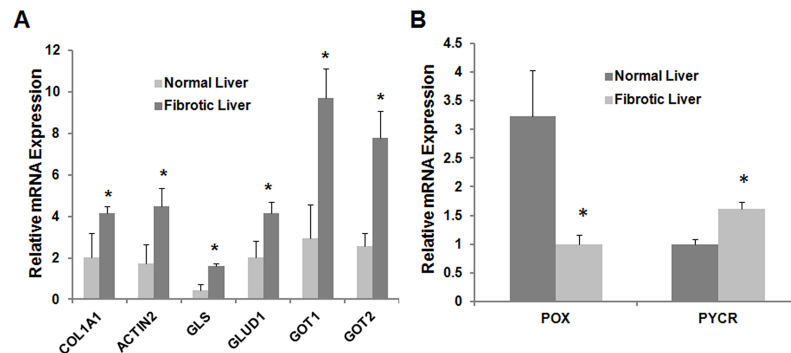 A
Relative mRNA Expression
12
10
8
6
4
2
0
Normal Liver
Fibrotic Liver
*
*
*
*
*
*
COL1A1
ACTIN2
GLS
GLUD1
GOT1
GOT2
B
Relative mRNA Expression
4.5
4
3.5
3
2.5
2
1.5
1
0.5
0
Normal Liver
Fibrotic Liver
*
*
POX
PYCR